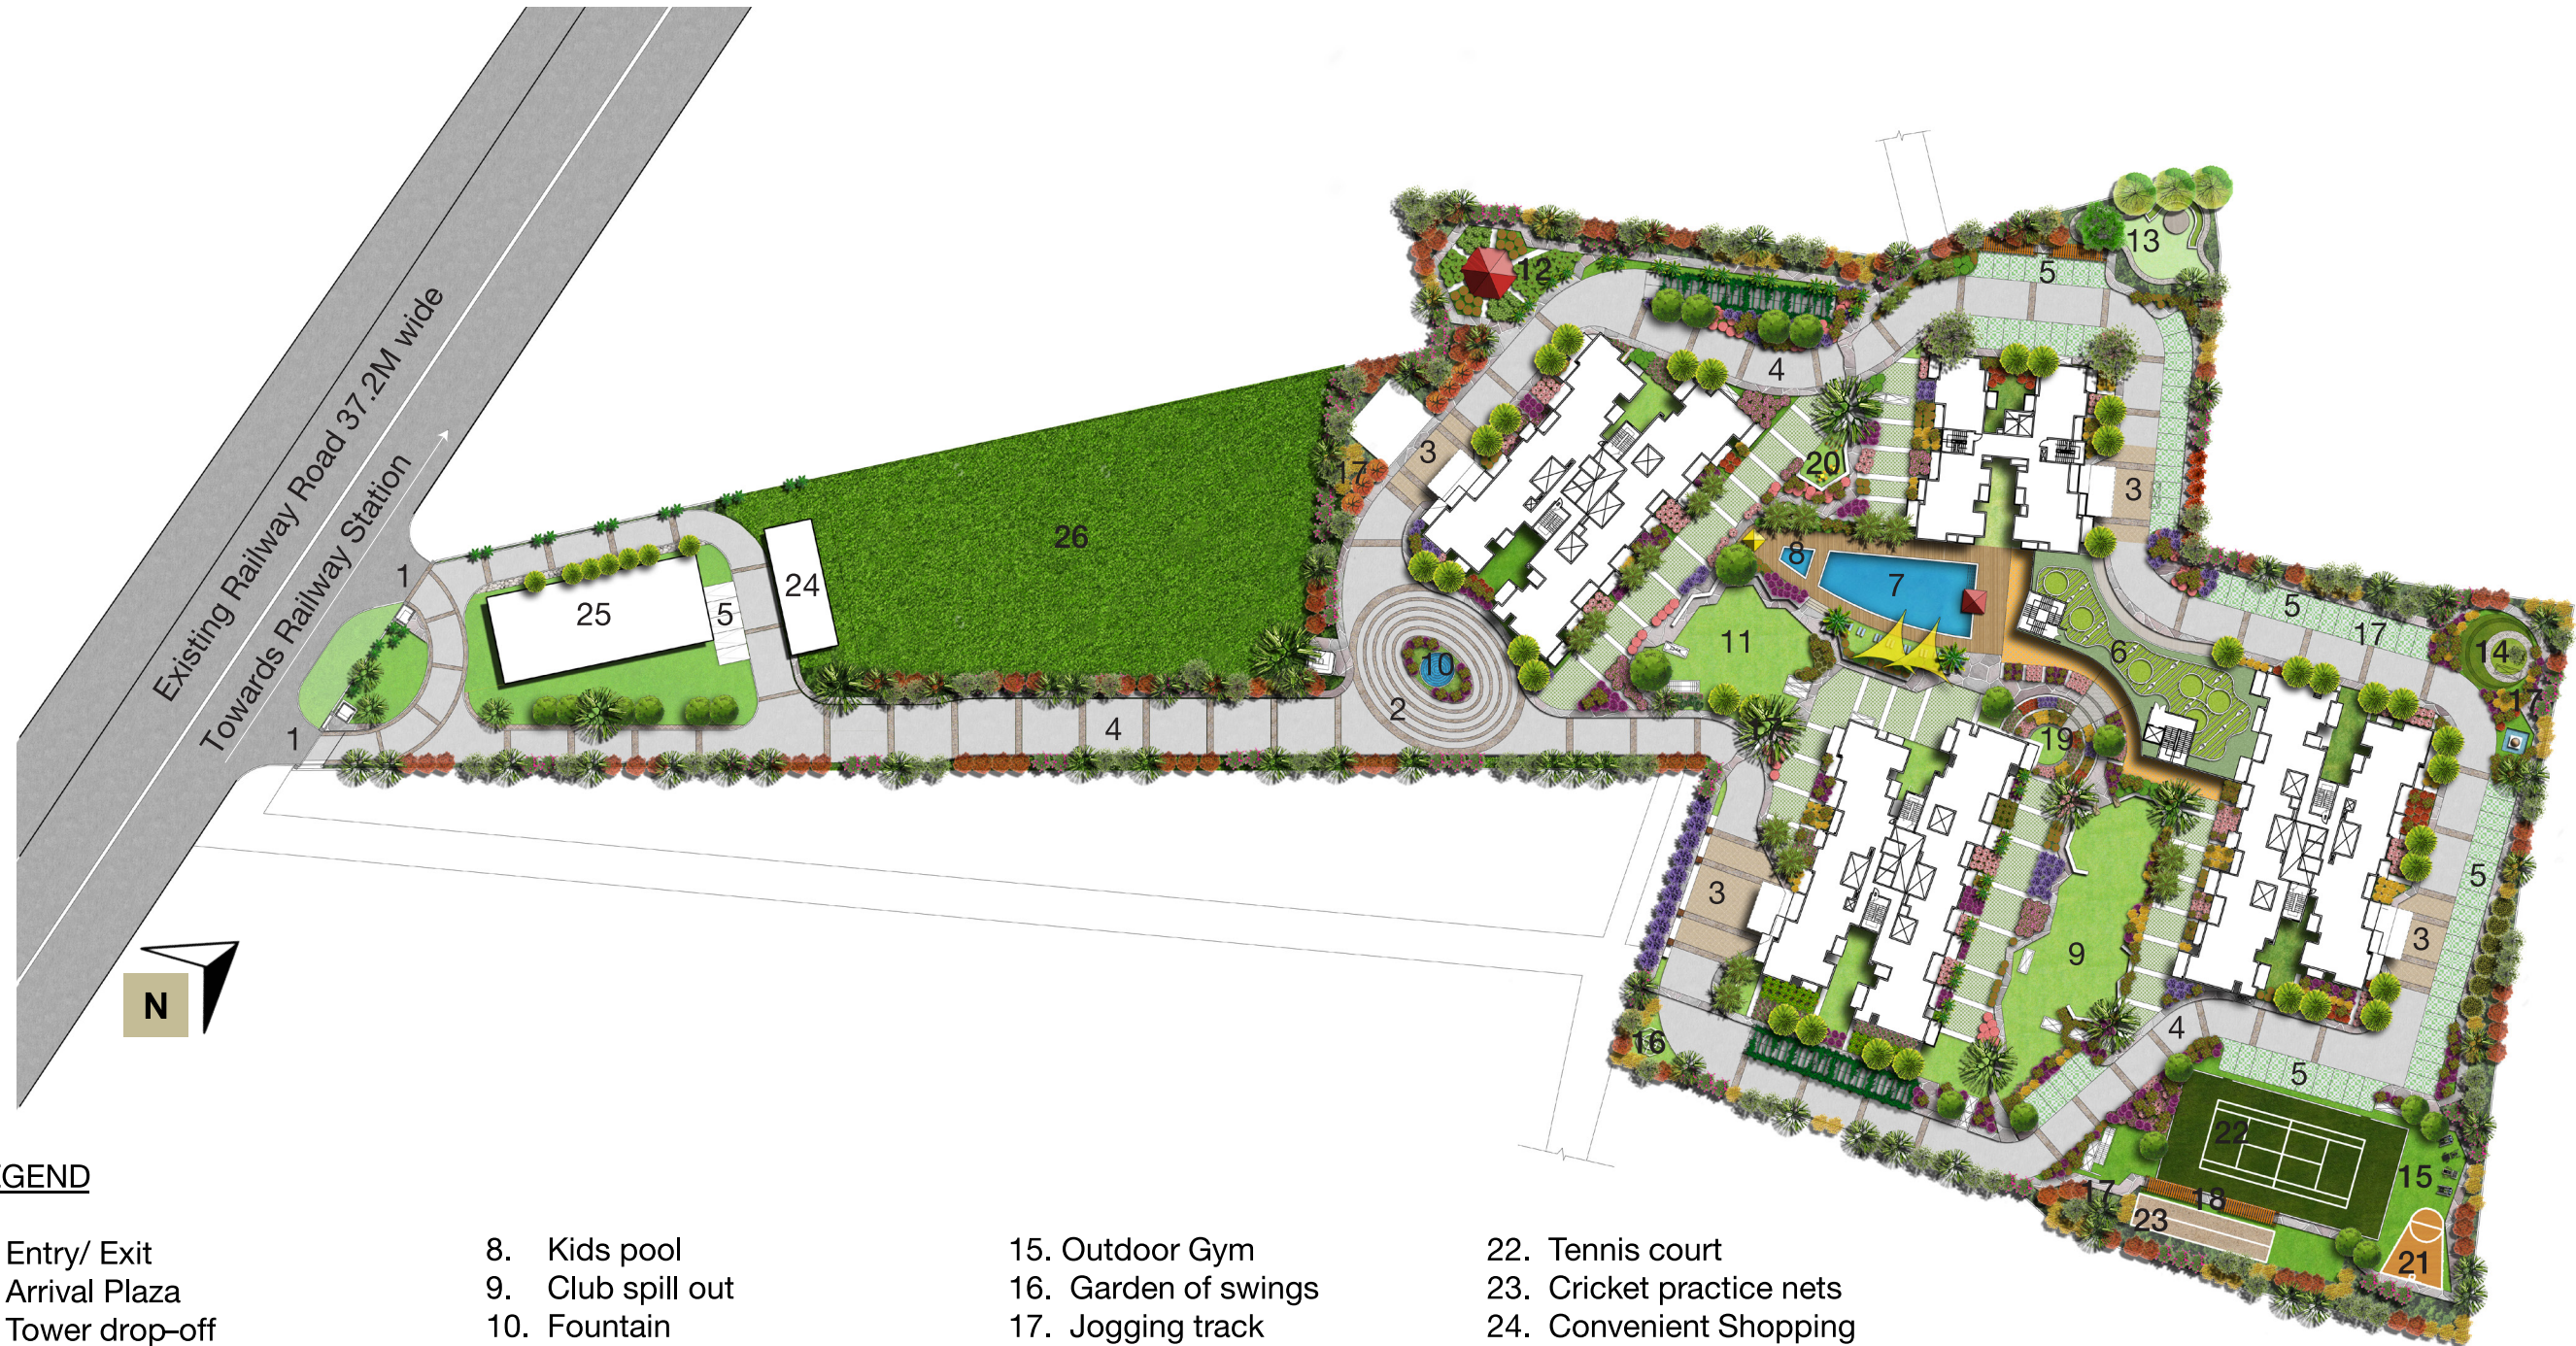 Existing Railway Road 37.2M wide
Towards Railway Station
1
1
25
5
24
26
4
2
10
17
3
12
4
5
13
20
3
8
7
11
6
5
17
14
17
19
3
9
5
3
4
5
16
22
15
17
18
23
21
N
EGEND
Entry/ Exit
Arrival Plaza
Tower drop–off
8. Kids pool
9. Club spill out
10. Fountain
15. Outdoor Gym
16. Garden of swings
17. Jogging track
22. Tennis court
23. Cricket practice nets
24. Convenient Shopping